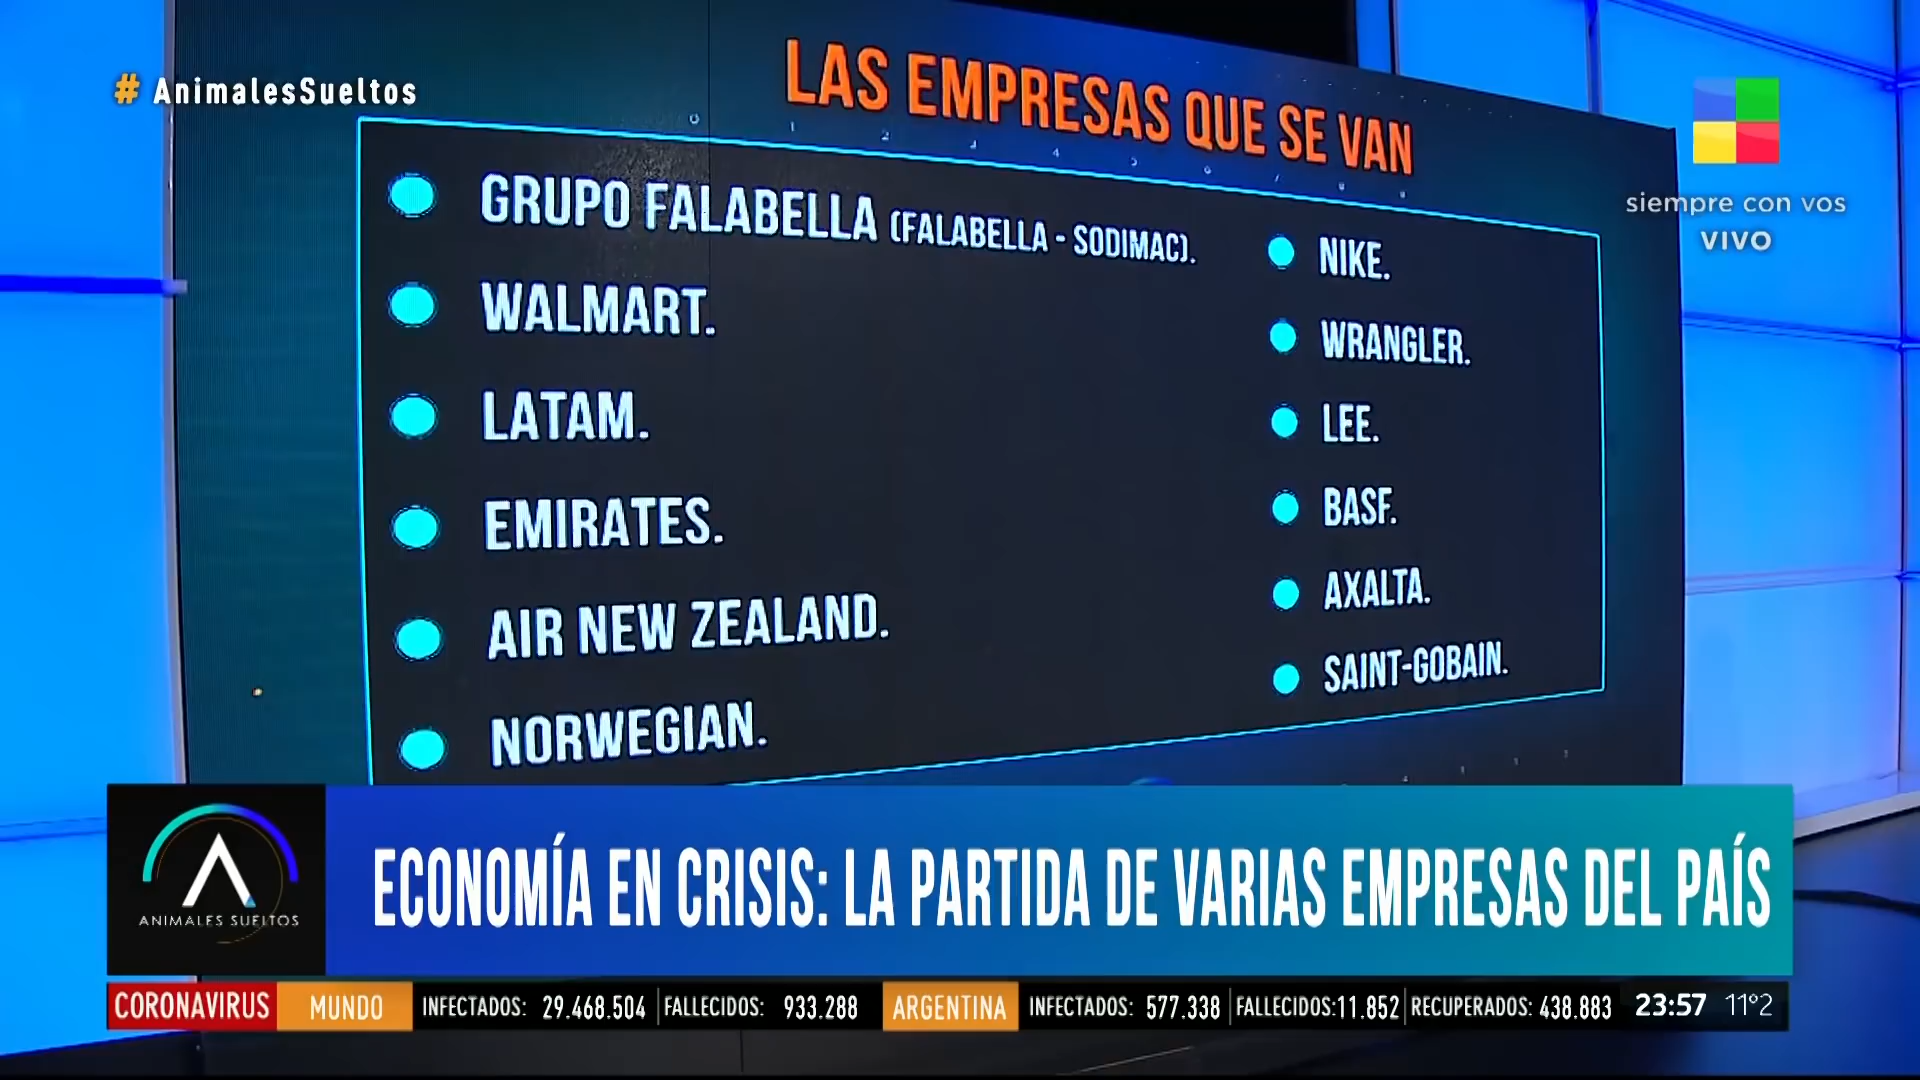 # AnimalesSueltos
LAS EMPRESAS QUE SE VAN
GRUPO FALABELLA (FALABELLA - SODIMAC).
WALMART.
LATAM.
EMIRATES.
AIR NEW ZEALAND.
NORWEGIAN.
NIKE.
WRANGLER.
LEE.
BASF.
AXALTA.
SAINT-GOBAIN.
siempre con vos
VIVO
ANIMALES SUELTOS
ECONOMÍA EN CRISIS: LA PARTIDA DE VARIAS EMPRESAS DEL PAÍS
CORONAVIRUS MUNDO INFECTADOS: 29.468.504 FALLECIDOS: 933.288 ARGENTINA INFECTADOS: 577.338 FALLECIDOS:11.852 RECUPERADOS: 438.883 23:57 11º2